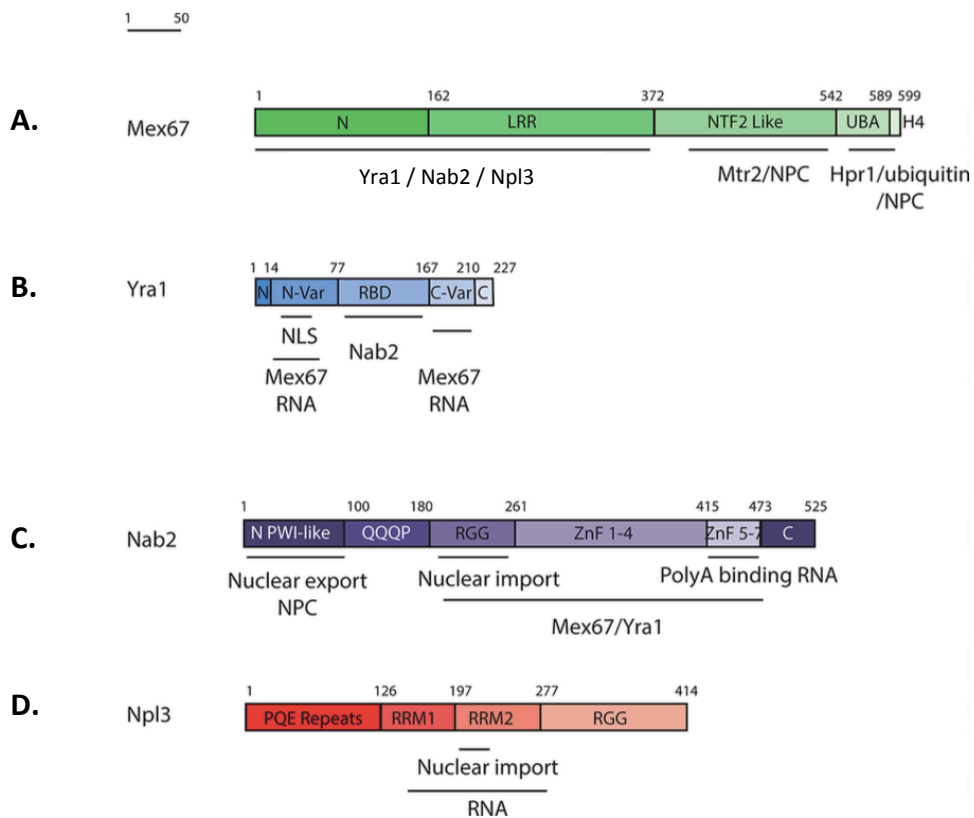 1 50
A.
Mex67
1 162 372 542 589 599
N LRR NTF2 Like UBA H4
Yra1 / Nab2 / Npl3
Mtr2/NPC
Hpr1/ubiquitin
/NPC
B.
Yra1
1 14 77 167 210 227
N N-Var RBD C-Var C
NLS
Nab2
Mex67
RNA
Mex67
RNA
C.
Nab2
1 100 180 261 415 473 525
N PWI-like QQQP RGG ZnF 1-4 ZnF 5-7 C
Nuclear export
NPC
Nuclear import
PolyA binding RNA
Mex67/Yra1
D.
Npl3
1 126 197 277 414
PQE Repeats RRM1 RRM2 RGG
Nuclear import
RNA